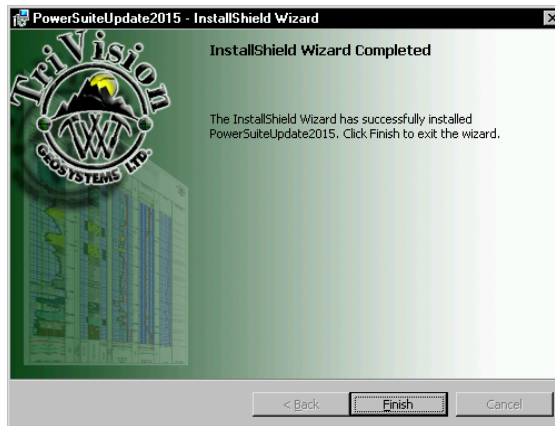 PowerSuiteUpdate2015 - InstallShield Wizard
TriVision
GEOSYSTEMS LTD.
InstallShield Wizard Completed
The InstallShield Wizard has successfully installed
PowerSuiteUpdate2015. Click Finish to exit the wizard.
< Back
Finish
Cancel